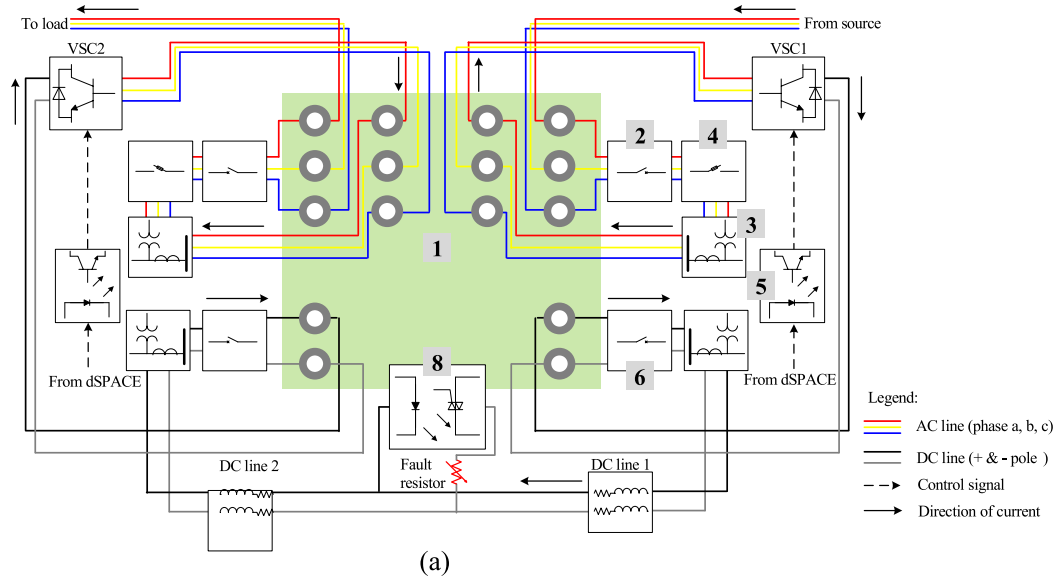 To load
From source
VSC2
VSC1
2
4
1
3
5
From dSPACE
8
6
From dSPACE
Legend:
AC line (phase a, b, c)
DC line (+ & - pole )
Control signal
Direction of current
DC line 2
Fault
resistor
DC line 1
(a)